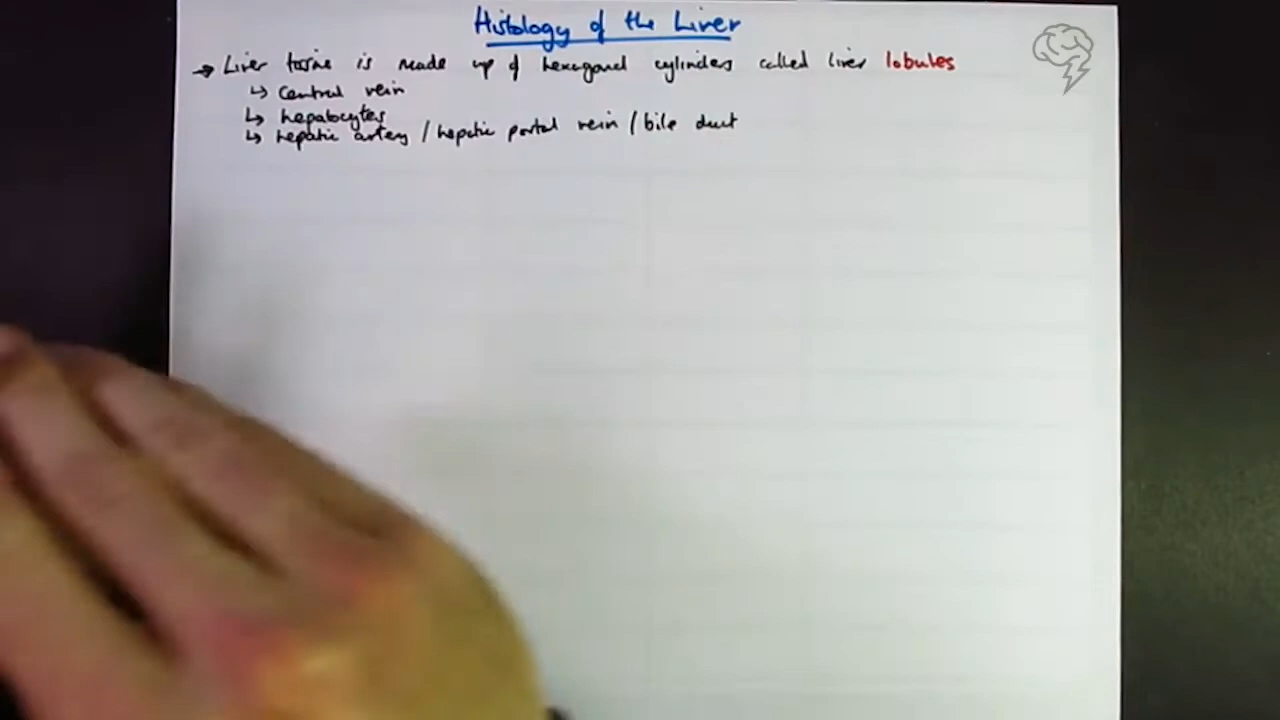 Histology of the Liver
→ Liver tissue is made up of hexagonal cylinders called liver lobules
↳ central vein
↳ hepatocytes
↳ hepatic artery / hepatic portal vein / bile duct